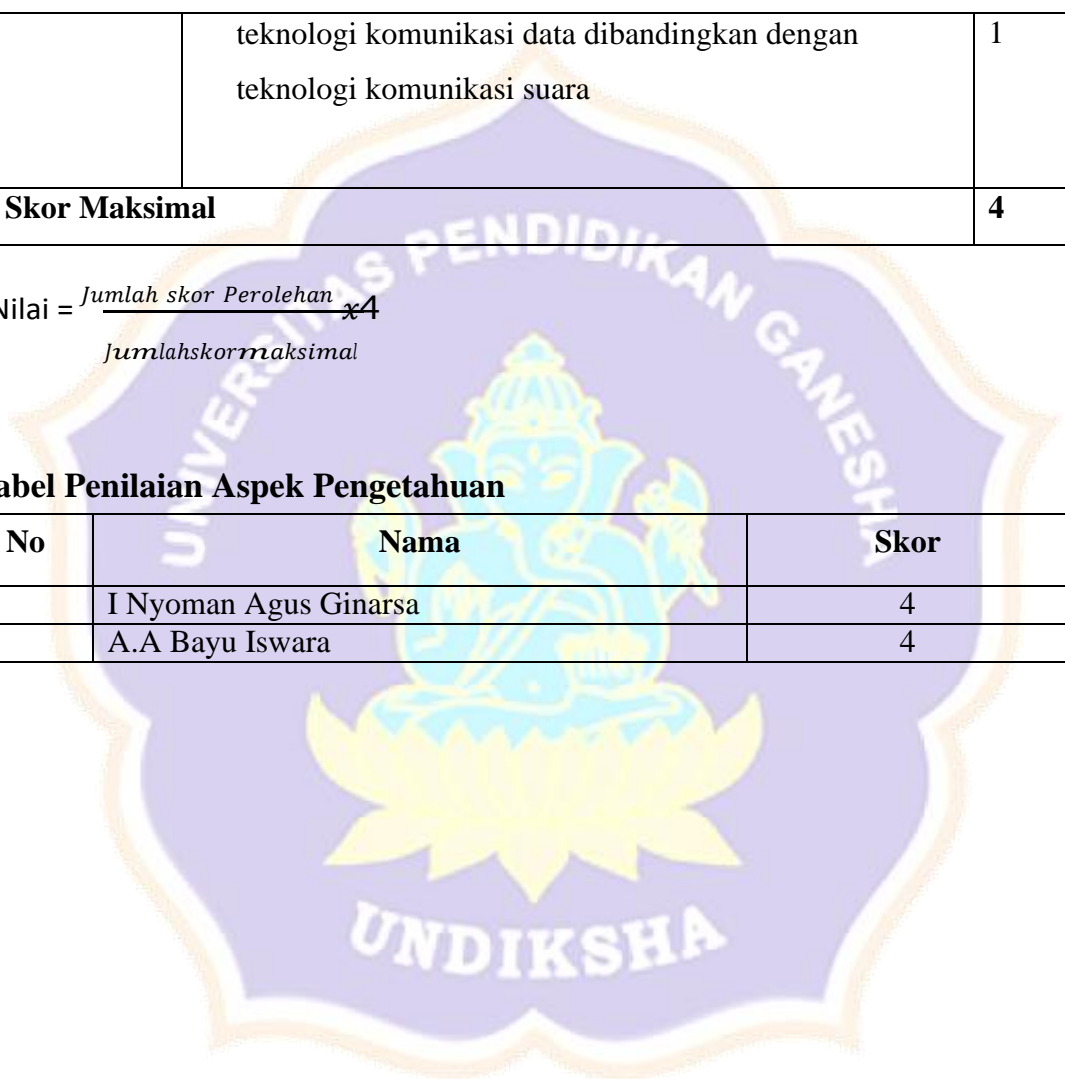 teknologi komunikasi data dibandingkan dengan 1
teknologi komunikasi suara
Skor Maksimal 4
UNIVERSITAS PENDIDIKAN GANESHA
Nilai = Jumlah skor Perolehan x4
Jumlahskormaksimal
abel Penilaian Aspek Pengetahuan
No Nama Skor
I Nyoman Agus Ginarsa 4
A.A Bayu Iswara 4
UNDIKSHA